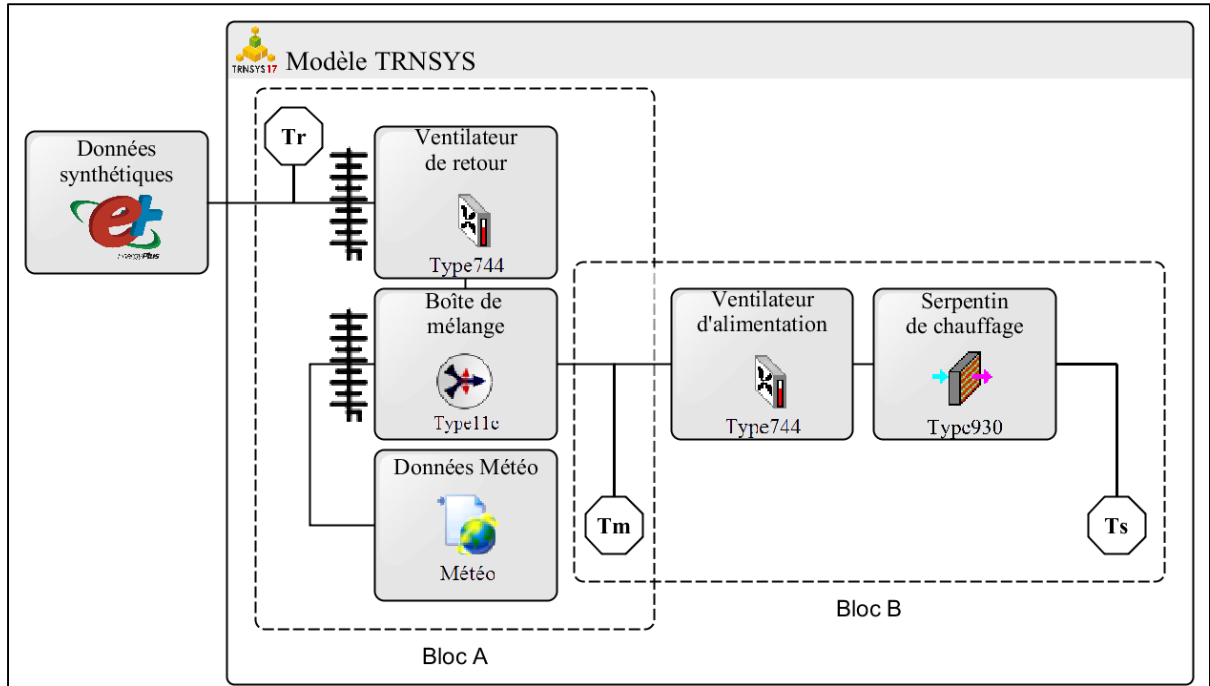 TRNSYS17
Modèle TRNSYS
Données
synthétiques
e+
EnergyPlus
Tr
Ventilateur
de retour
Type744
Boîte de
mélange
Type11c
Données Météo
Météo
Ventilateur
d'alimentation
Type744
Serpentin
de chauffage
Type930
Tm
Ts
Bloc A
Bloc B